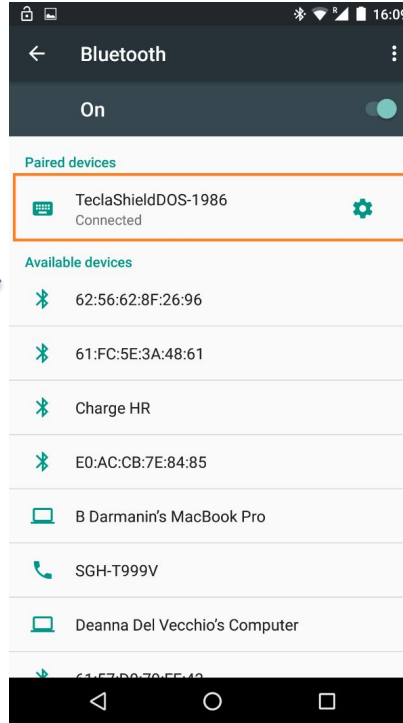 R
16:09
Bluetooth
On
Paired devices
TeclaShieldDOS-1986
Connected
Available devices
62:56:62:8F:26:96
61:FC:5E:3A:48:61
Charge HR
E0:AC:CB:7E:84:85
B Darmanin's MacBook Pro
SGH-T999V
Deanna Del Vecchio's Computer